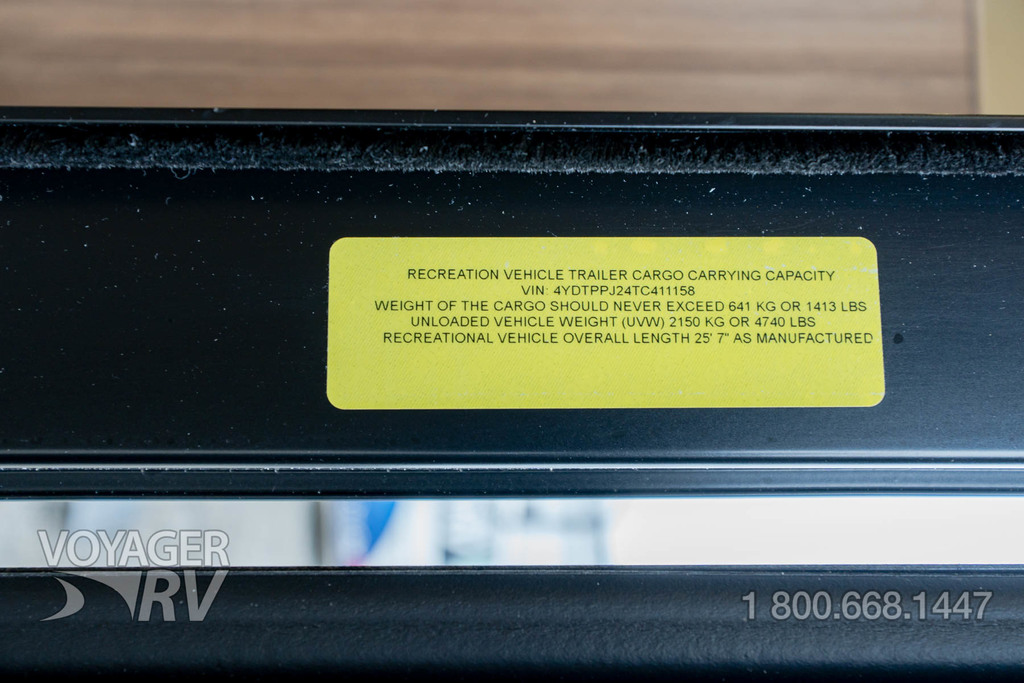 RECREATION VEHICLE TRAILER CARGO CARRYING CAPACITY
VIN: 4YDTPPJ24TC411158
WEIGHT OF THE CARGO SHOULD NEVER EXCEED 641 KG OR 1413 LBS
UNLOADED VEHICLE WEIGHT (UVW) 2150 KG OR 4740 LBS
RECREATIONAL VEHICLE OVERALL LENGTH 25' 7" AS MANUFACTURED
VOYAGER
RV
1 800.668.1447